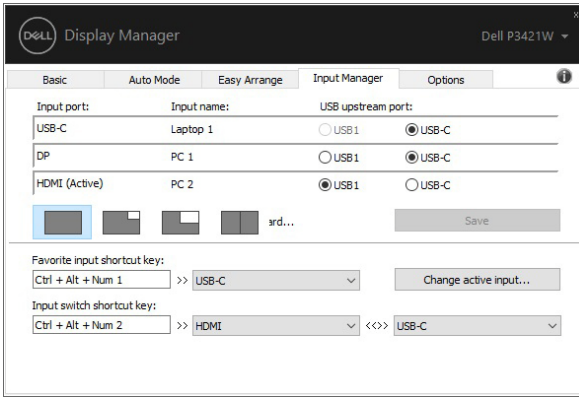 DELL Display Manager
Dell P3421W
Basic Auto Mode Easy Arrange Input Manager Options
Input port: Input name: USB upstream port:
USB-C Laptop 1 USB1 USB-C
DP PC 1 USB1 USB-C
HDMI (Active) PC 2 USB1 USB-C
ard... Save
Favorite input shortcut key:
Ctrl + Alt + Num 1 >> USB-C Change active input...
Input switch shortcut key:
Ctrl + Alt + Num 2 >> HDMI <<>> USB-C